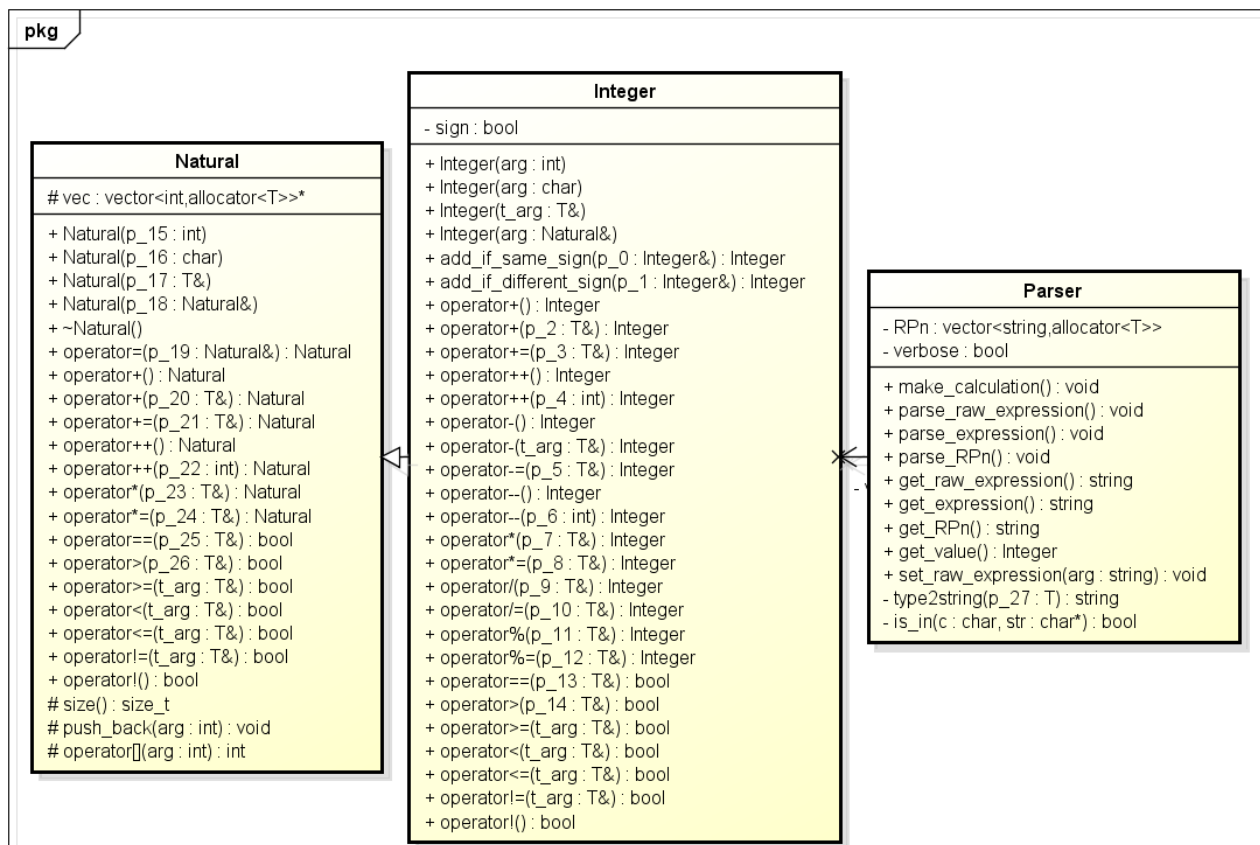 pkg
Natural
# vec : vector<int,allocator<T>>*
+ Natural(p_15 : int)
+ Natural(p_16 : char)
+ Natural(p_17 : T&)
+ Natural(p_18 : Natural&)
+ ~Natural()
+ operator=(p_19 : Natural&) : Natural
+ operator+() : Natural
+ operator+(p_20 : T&) : Natural
+ operator+=(p_21 : T&) : Natural
+ operator++() : Natural
+ operator++(p_22 : int) : Natural
+ operator*(p_23 : T&) : Natural
+ operator*=(p_24 : T&) : Natural
+ operator==(p_25 : T&) : bool
+ operator>(p_26 : T&) : bool
+ operator>=(t_arg : T&) : bool
+ operator<(t_arg : T&) : bool
+ operator<=(t_arg : T&) : bool
+ operator!=(t_arg : T&) : bool
+ operator!() : bool
# size() : size_t
# push_back(arg : int) : void
# operator[](arg : int) : int
Integer
- sign : bool
+ Integer(arg : int)
+ Integer(arg : char)
+ Integer(t_arg : T&)
+ Integer(arg : Natural&)
+ add_if_same_sign(p_0 : Integer&) : Integer
+ add_if_different_sign(p_1 : Integer&) : Integer
+ operator+() : Integer
+ operator+(p_2 : T&) : Integer
+ operator+=(p_3 : T&) : Integer
+ operator++() : Integer
+ operator++(p_4 : int) : Integer
+ operator-() : Integer
+ operator-(t_arg : T&) : Integer
+ operator-=(p_5 : T&) : Integer
+ operator--() : Integer
+ operator--(p_6 : int) : Integer
+ operator*(p_7 : T&) : Integer
+ operator*=(p_8 : T&) : Integer
+ operator/(p_9 : T&) : Integer
+ operator/=(p_10 : T&) : Integer
+ operator%(p_11 : T&) : Integer
+ operator%=(p_12 : T&) : Integer
+ operator==(p_13 : T&) : bool
+ operator>(p_14 : T&) : bool
+ operator>=(t_arg : T&) : bool
+ operator<(t_arg : T&) : bool
+ operator<=(t_arg : T&) : bool
+ operator!=(t_arg : T&) : bool
+ operator!() : bool
Parser
- RPn : vector<string,allocator<T>>
- verbose : bool
+ make_calculation() : void
+ parse_raw_expression() : void
+ parse_expression() : void
+ parse_RPn() : void
+ get_raw_expression() : string
+ get_expression() : string
+ get_RPn() : string
+ get_value() : Integer
+ set_raw_expression(arg : string) : void
- type2string(p_27 : T) : string
- is_in(c : char, str : char*) : bool